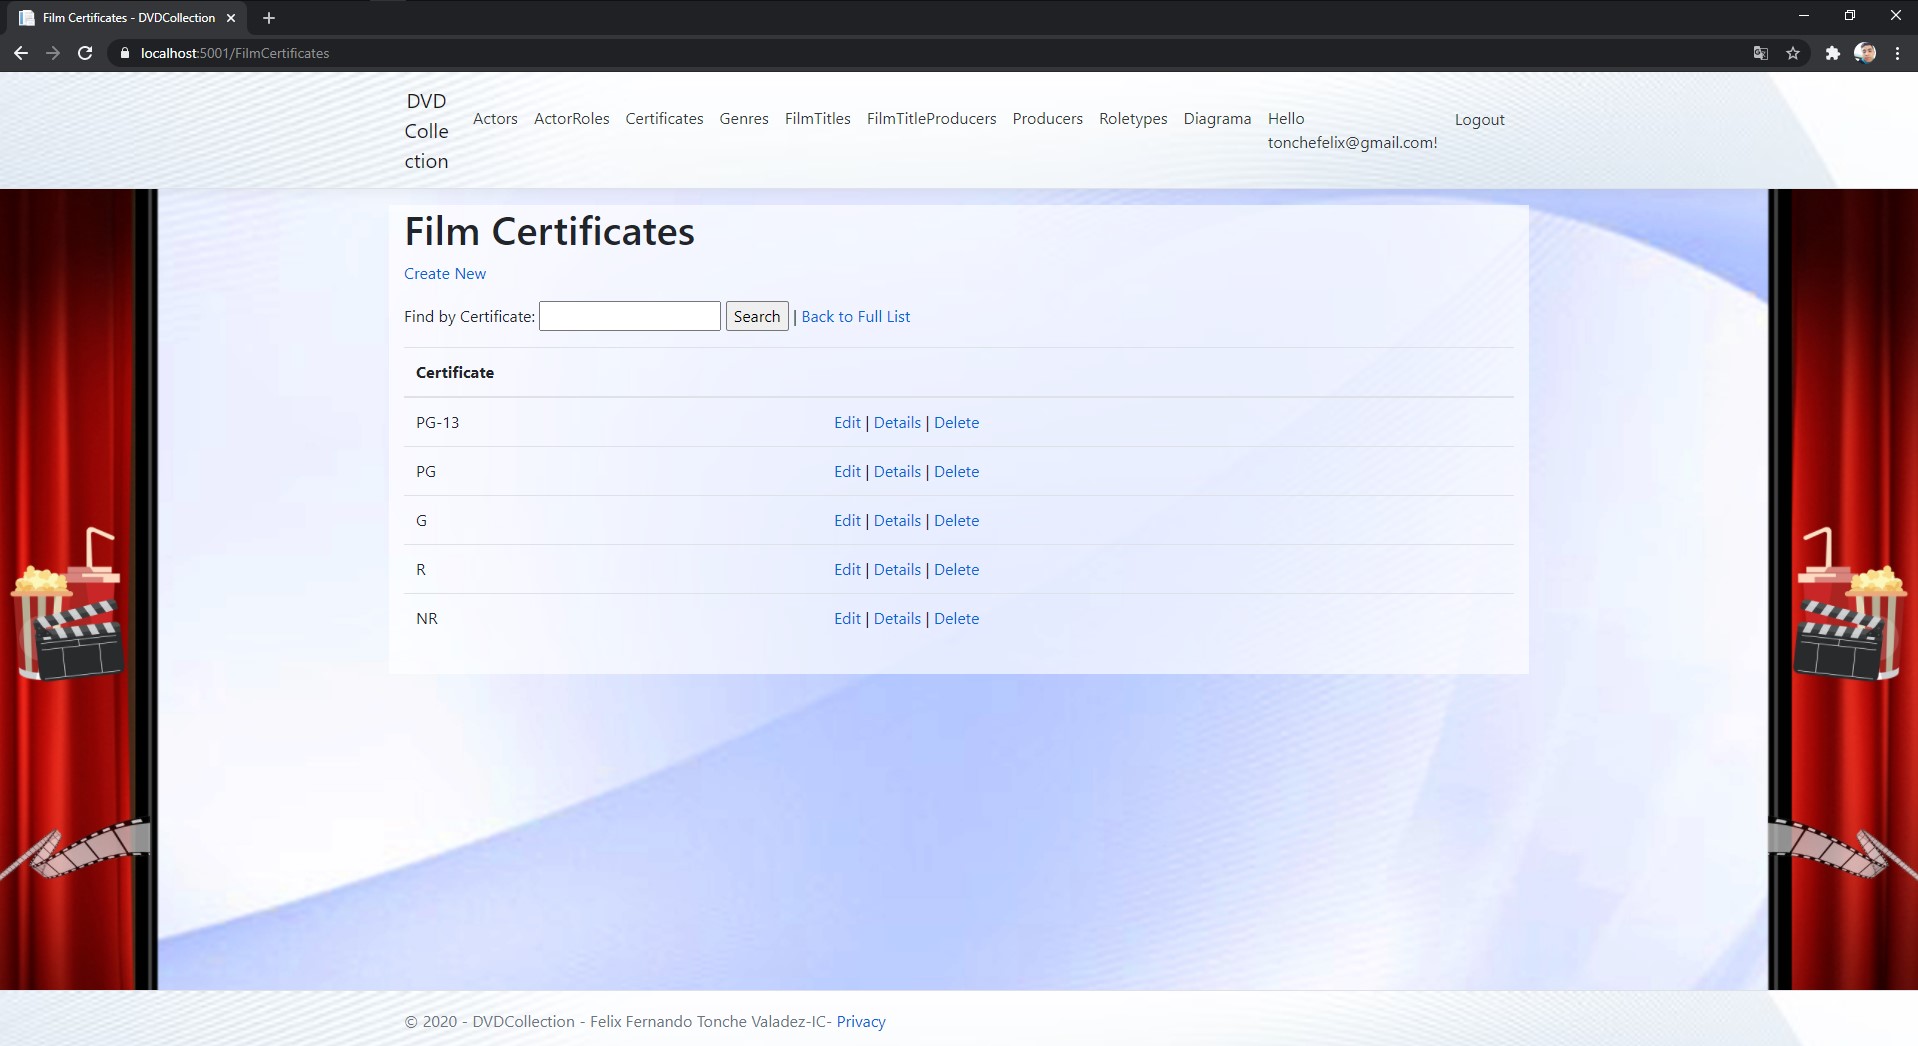 Film Certificates - DVDCollection
localhost:5001/FilmCertificates
DVD
Colle
ction
Actors ActorRoles Certificates Genres FilmTitles FilmTitleProducers Producers Roletypes Diagrama Hello
tonchefelix@gmail.com!
Logout
Film Certificates
Create New
Find by Certificate: Search | Back to Full List
Certificate
PG-13 Edit | Details | Delete
PG Edit | Details | Delete
G Edit | Details | Delete
R Edit | Details | Delete
NR Edit | Details | Delete
© 2020 - DVDCollection - Felix Fernando Tonche Valadez-IC- Privacy